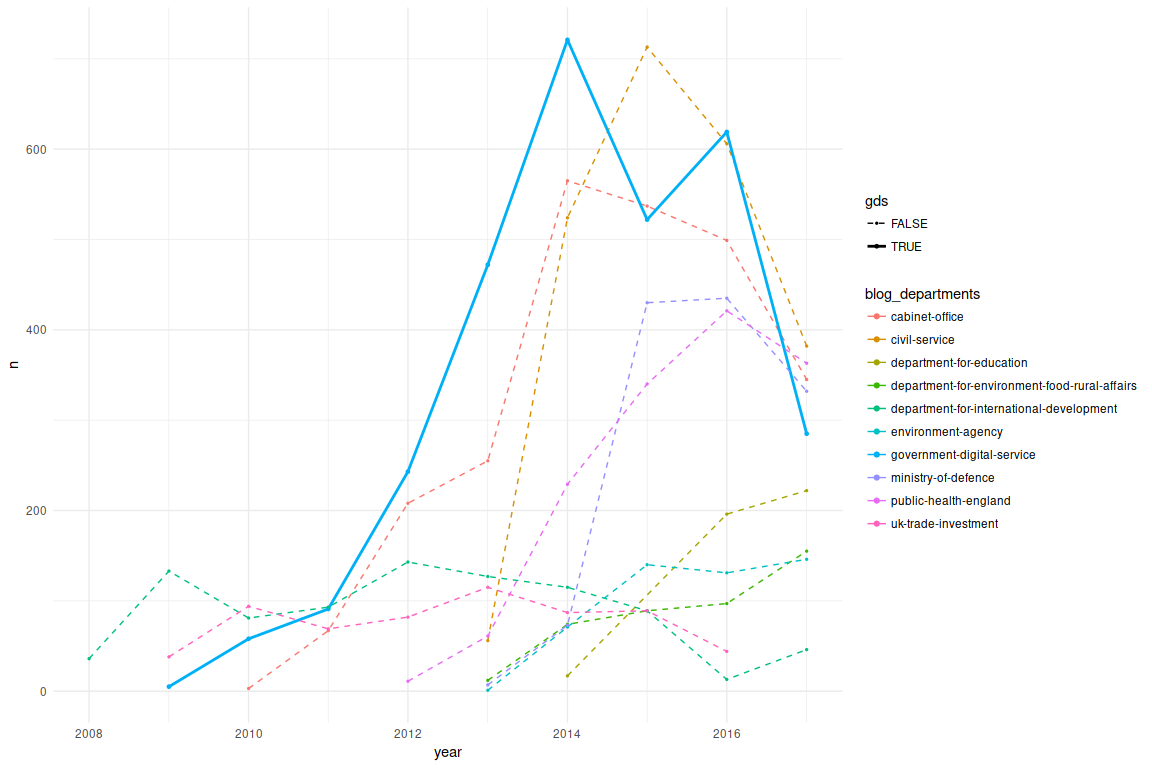 600
400
200
0
n
2008
2010
2012
2014
2016
year
gds
FALSE
TRUE
blog_departments
cabinet-office
civil-service
department-for-education
department-for-environment-food-rural-affairs
department-for-international-development
environment-agency
government-digital-service
ministry-of-defence
public-health-england
uk-trade-investment